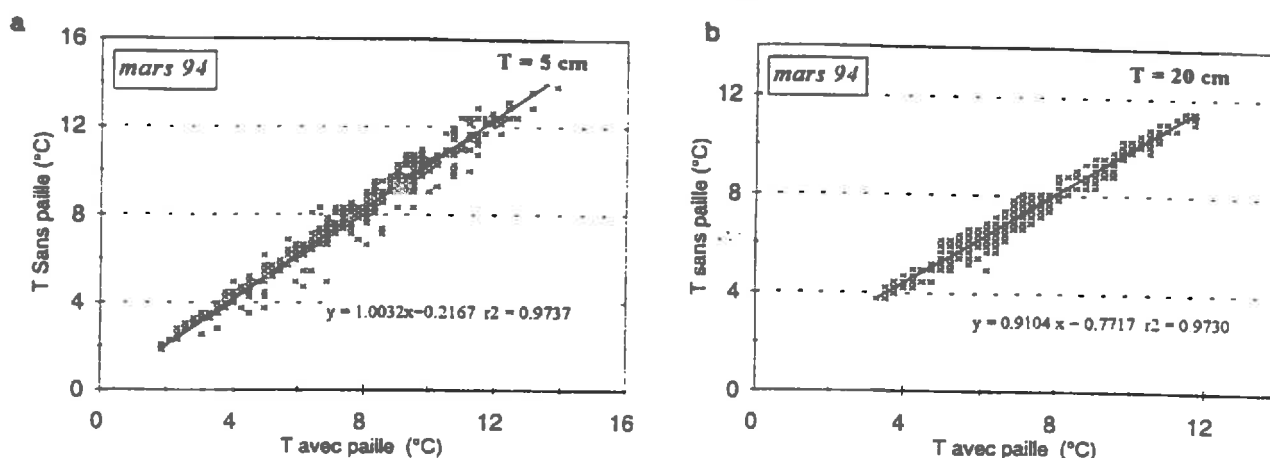 a
mars 94
T = 5 cm
16
12
8
4
0
T Sans paille (°C)
y = 1.0032x-0.2167 r2 = 0.9737
0 4 8 12 16
T avec paille (°C)
b
mars 94
T = 20 cm
12
8
4
0
T sans paille (°C)
y = 0.9104 x - 0.7717 r2 = 0.9730
0 4 8 12
T avec paille (°C)